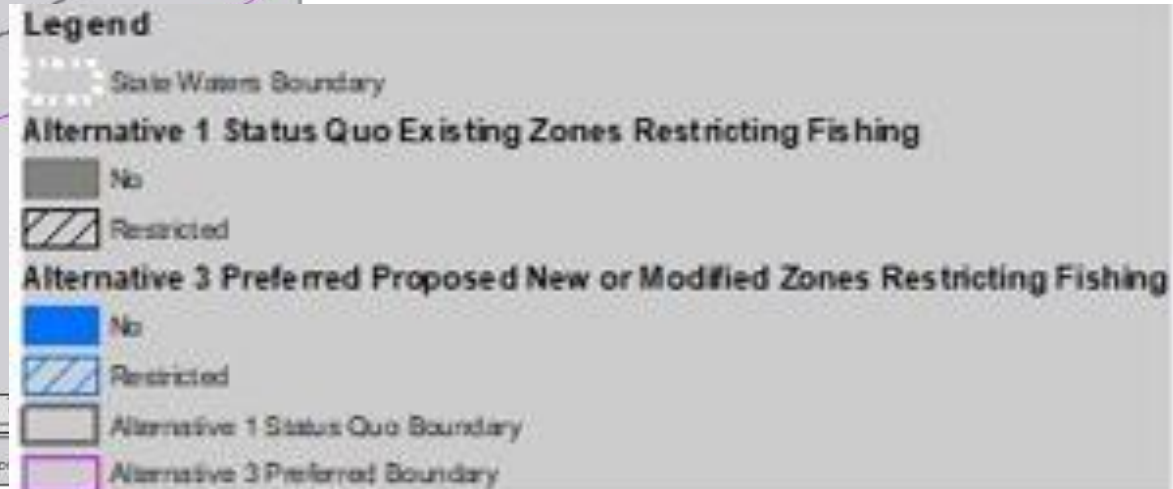 Legend
State Waters Boundary
Alternative 1 Status Quo Existing Zones Restricting Fishing
No
Restricted
Alternative 3 Preferred Proposed New or Modified Zones Restricting Fishing
No
Restricted
Alternative 1 Status Quo Boundary
Alternative 3 Preferred Boundary